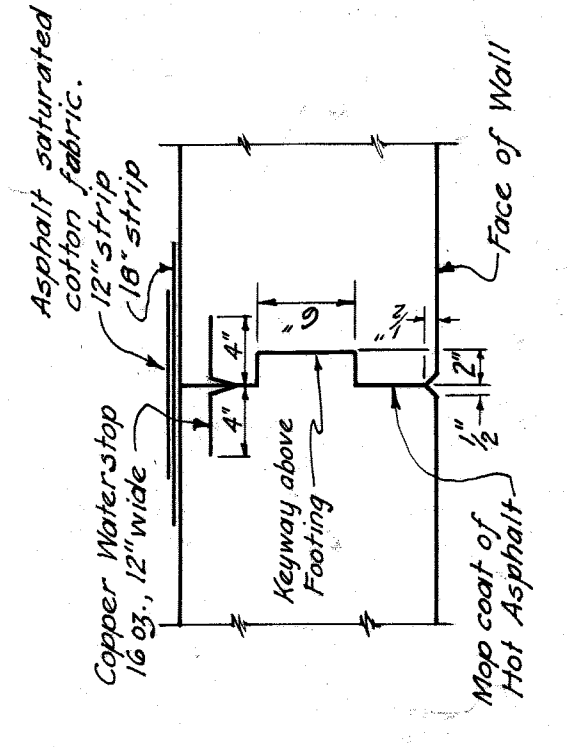 Asphalt saturated
cotton fabric.
12" strip
18" strip
Copper Waterstop
16 oz., 12" wide
4"
4"
6"
1/2"
2"
1/2"
Keyway above
Footing
Face of Wall
Mop coat of
Hot Asphalt